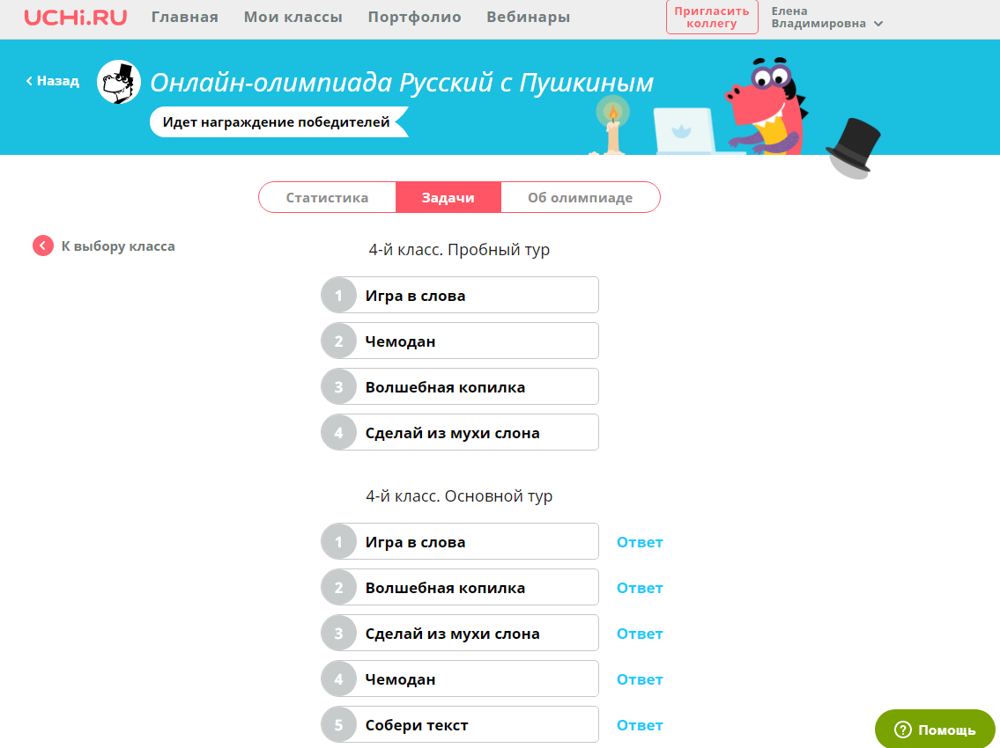 UCHi.RU Главная Мои классы Портфолио Вебинары Пригласить коллегу Елена Владимировна
Назад
Онлайн-олимпиада Русский с Пушкиным
Идет награждение победителей
Статистика Задачи Об олимпиаде
К выбору класса
4-й класс. Пробный тур
1 Игра в слова
2 Чемодан
3 Волшебная копилка
4 Сделай из мухи слона
4-й класс. Основной тур
1 Игра в слова Ответ
2 Волшебная копилка Ответ
3 Сделай из мухи слона Ответ
4 Чемодан Ответ
5 Собери текст Ответ
? Помощь